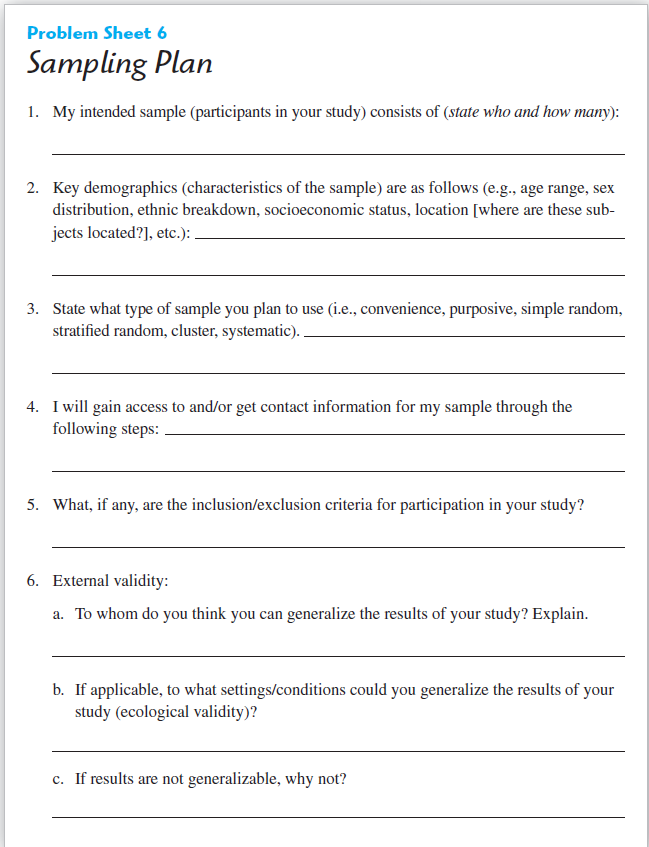 Problem Sheet 6
Sampling Plan
1. My intended sample (participants in your study) consists of (state who and how many):
2. Key demographics (characteristics of the sample) are as follows (e.g., age range, sex
distribution, ethnic breakdown, socioeconomic status, location [where are these sub-
jects located?], etc.):
3. State what type of sample you plan to use (i.e., convenience, purposive, simple random,
stratified random, cluster, systematic).
4. I will gain access to and/or get contact information for my sample through the
following steps:
5. What, if any, are the inclusion/exclusion criteria for participation in your study?
6. External validity:
a. To whom do you think you can generalize the results of your study? Explain.
b. If applicable, to what settings/conditions could you generalize the results of your
study (ecological validity)?
c. If results are not generalizable, why not?